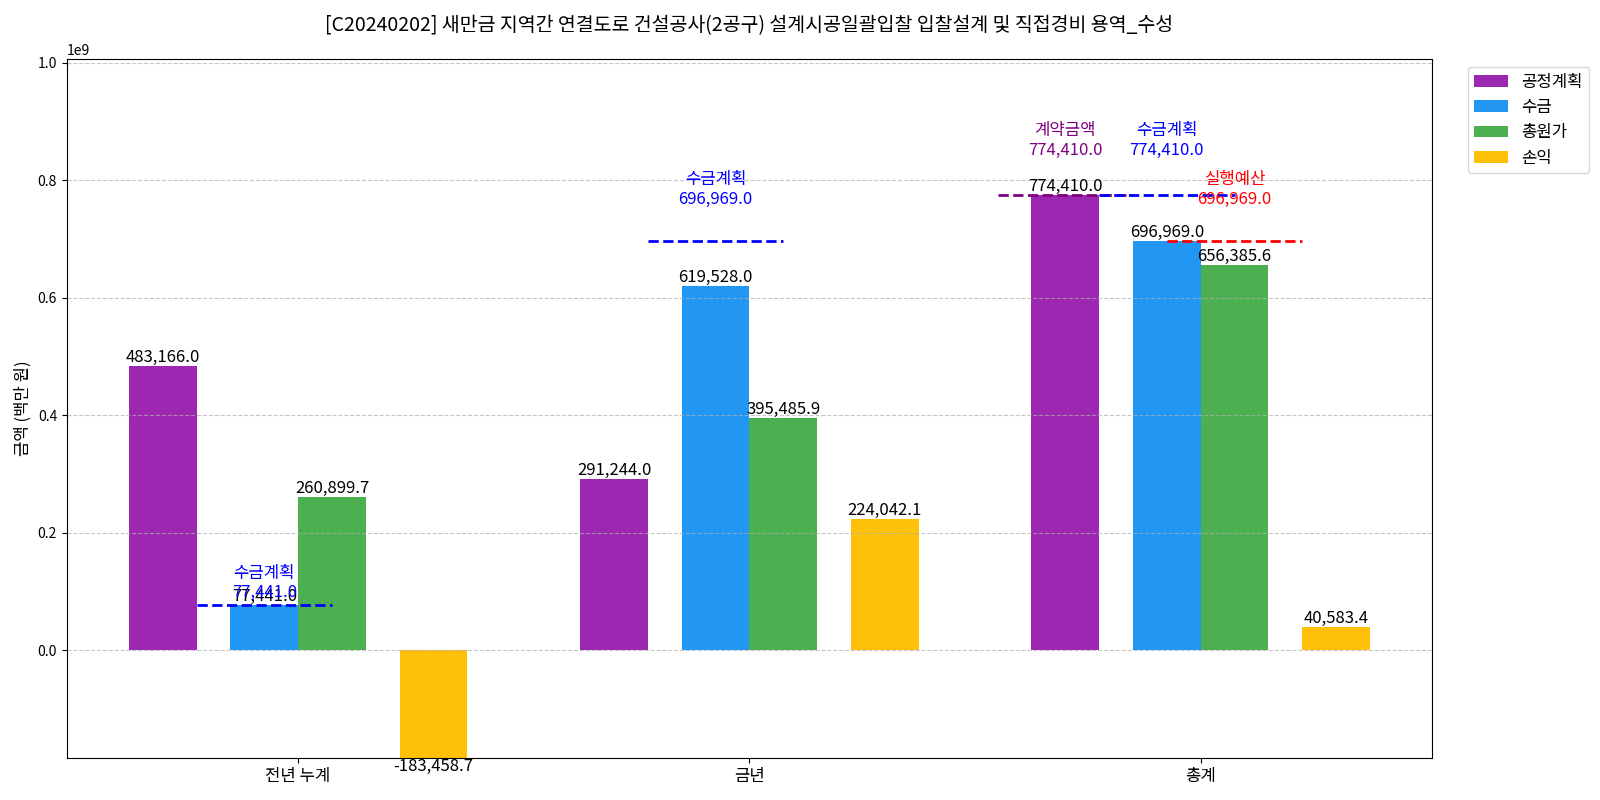 [C20240202] 새만금 지역간 연결도로 건설공사(2공구) 설계시공일괄입찰 입찰설계 및 직접경비 용역_수성
1e9
1.0
0.8
0.6
0.4
0.2
0.0
금액 (백만 원)
공정계획
수금
총원가
손익
계약금액
774,410.0
수금계획
774,410.0
수금계획
696,969.0
실행예산
696,969.0
774,410.0
696,969.0
656,385.6
619,528.0
483,166.0
395,485.9
291,244.0
260,899.7
224,042.1
수금계획
77,441.0
77,441.0
40,583.4
-183,458.7
전년 누계
금년
총계